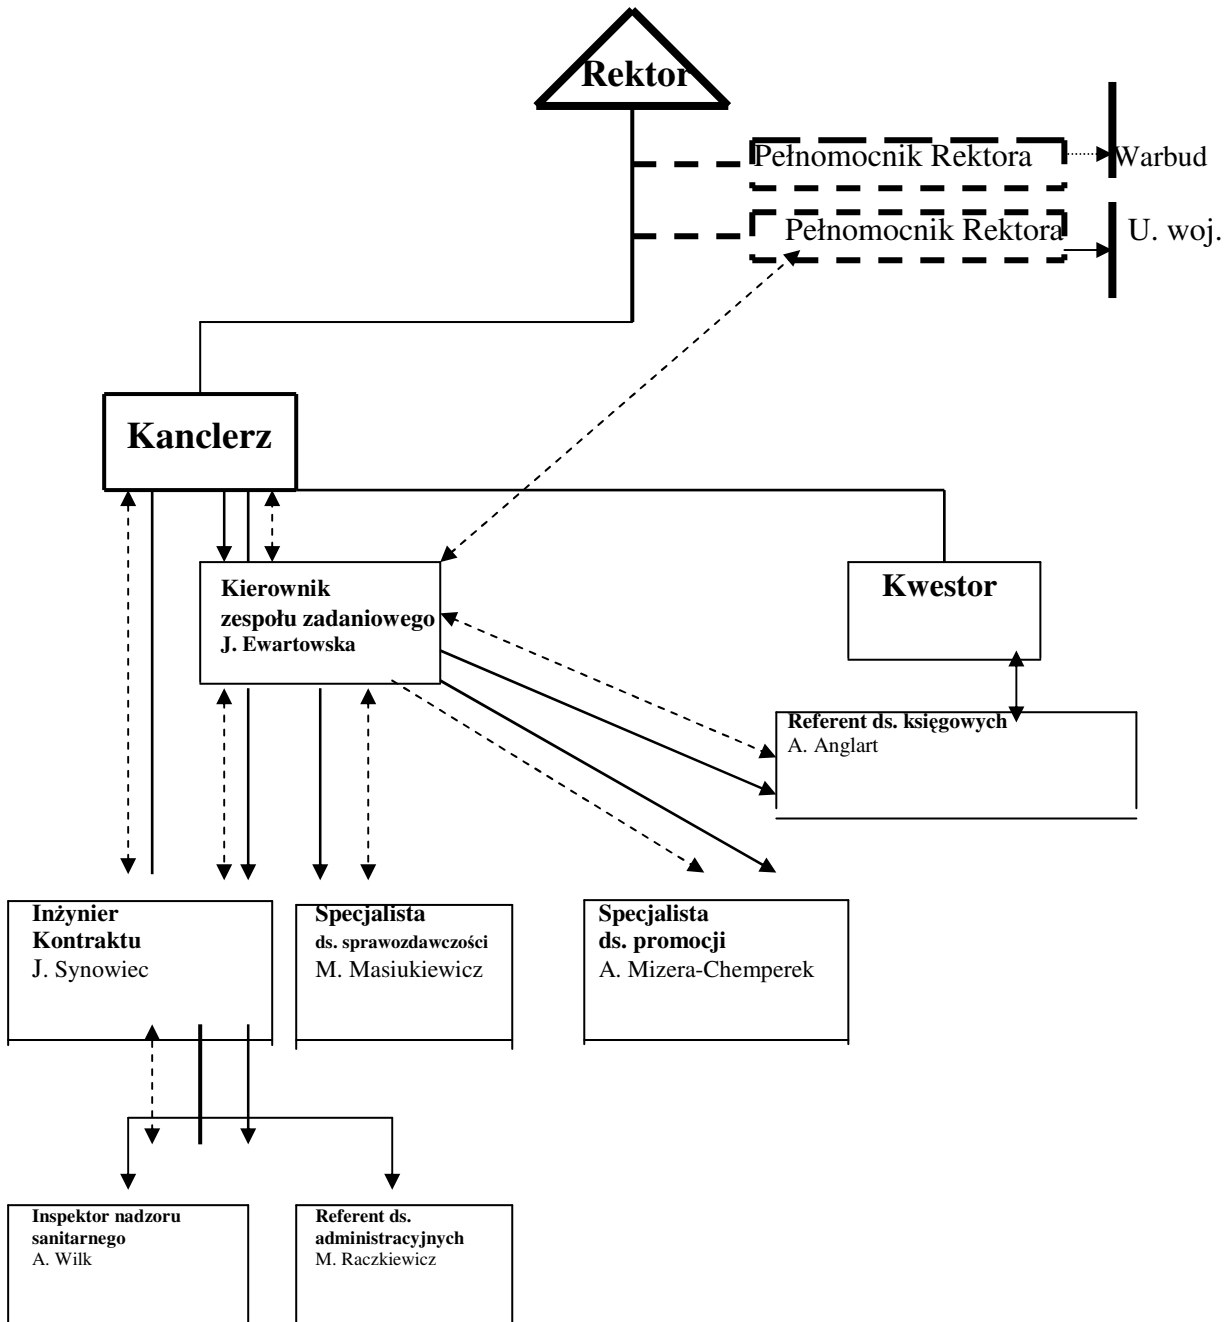 Rektor
Pełnomocnik Rektora
Warbud
Pełnomocnik Rektora
U. woj.
Kanclerz
Kierownik
zespołu zadaniowego
J. Ewartowska
Kwestor
Referent ds. księgowych
A. Anglart
Inżynier
Kontraktu
J. Synowiec
Specjalista
ds. sprawozdawczości
M. Masiukiewicz
Specjalista
ds. promocji
A. Mizera-Chemperek
Inspektor nadzoru
sanitarnego
A. Wilk
Referent ds.
administracyjnych
M. Raczkiewicz